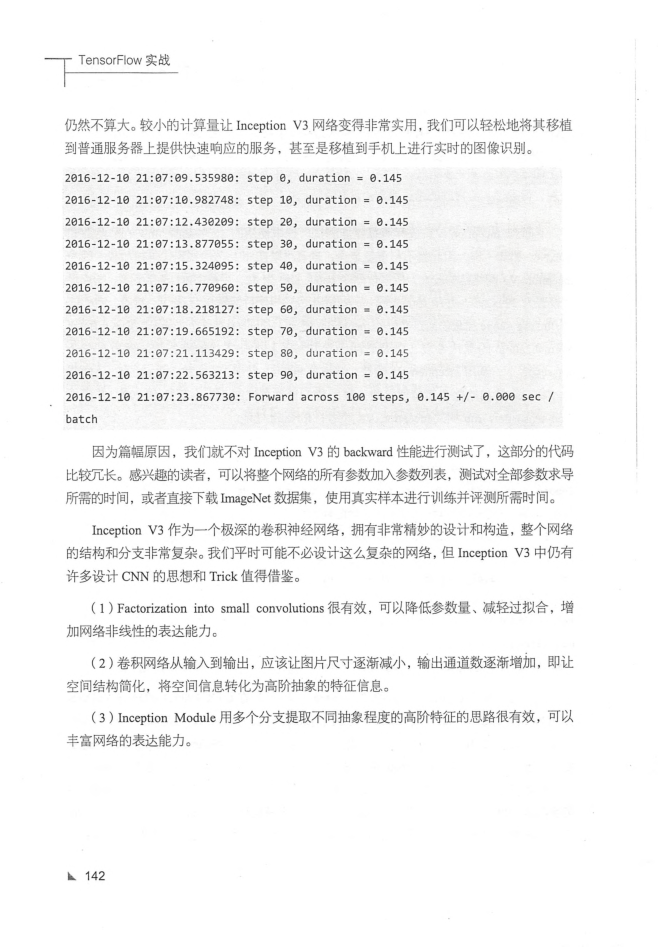 TensorFlow 实战
仍然不算大。较小的计算量让 Inception V3 网络变得非常实用，我们可以轻松地将其移植
到普通服务器上提供快速响应的服务，甚至是移植到手机上进行实时的图像识别。
2016-12-10 21:07:09.535980: step 0, duration = 0.145
2016-12-10 21:07:10.982748: step 10, duration = 0.145
2016-12-10 21:07:12.430209: step 20, duration = 0.145
2016-12-10 21:07:13.877055: step 30, duration = 0.145
2016-12-10 21:07:15.324095: step 40, duration = 0.145
2016-12-10 21:07:16.770960: step 50, duration = 0.145
2016-12-10 21:07:18.218127: step 60, duration = 0.145
2016-12-10 21:07:19.665192: step 70, duration = 0.145
2016-12-10 21:07:21.113429: step 80, duration = 0.145
2016-12-10 21:07:22.563213: step 90, duration = 0.145
2016-12-10 21:07:23.867730: Forward across 100 steps, 0.145 +/- 0.000 sec /
batch
因为篇幅原因，我们就不对 Inception V3 的 backward 性能进行测试了，这部分的代码
比较冗长。感兴趣的读者，可以将整个网络的所有参数加入参数列表，测试对全部参数求导
所需的时间，或者直接下载 ImageNet 数据集，使用真实样本进行训练并评测所需时间。
Inception V3 作为一个极深的卷积神经网络，拥有非常精妙的设计和构造，整个网络
的结构和分支非常复杂。我们平时可能不必设计这么复杂的网络，但 Inception V3 中仍有
许多设计 CNN 的思想和 Trick 值得借鉴。
（1）Factorization into small convolutions 很有效，可以降低参数量、减轻过拟合，增
加网络非线性的表达能力。
（2）卷积网络从输入到输出，应该让图片尺寸逐渐减小，输出通道数逐渐增加，即让
空间结构简化，将空间信息转化为高阶抽象的特征信息。
（3）Inception Module 用多个分支提取不同抽象程度的高阶特征的思路很有效，可以
丰富网络的表达能力。
142